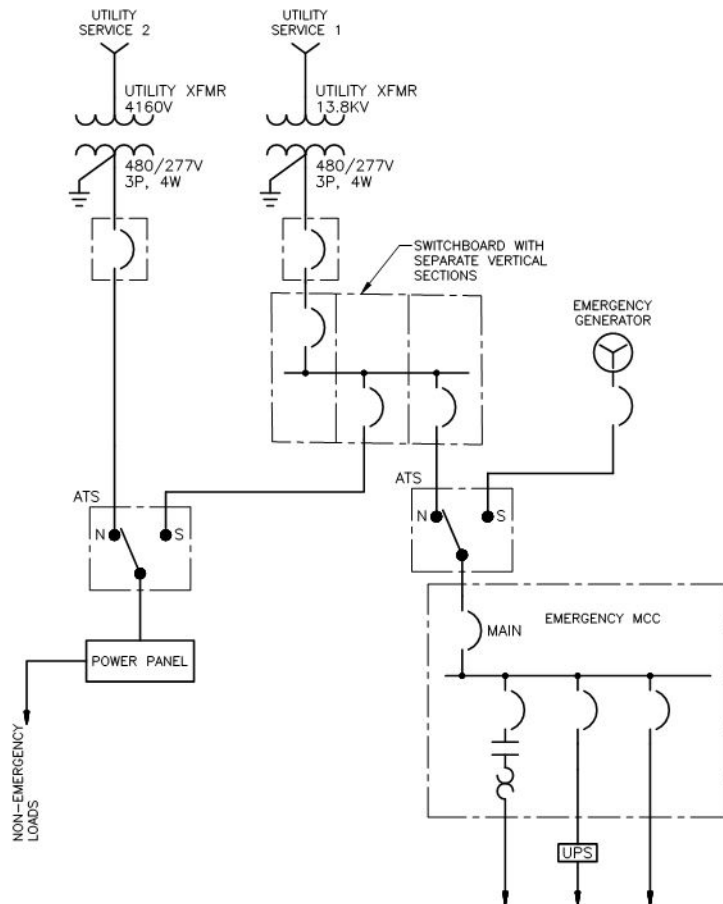 UTILITY
SERVICE 2
UTILITY
SERVICE 1
UTILITY XFMR
4160V
UTILITY XFMR
13.8KV
480/277V
3P, 4W
480/277V
3P, 4W
SWITCHBOARD WITH
SEPARATE VERTICAL
SECTIONS
EMERGENCY
GENERATOR
ATS
N
S
ATS
N
S
MAIN
EMERGENCY MCC
POWER PANEL
NON-EMERGENCY
LOADS
UPS